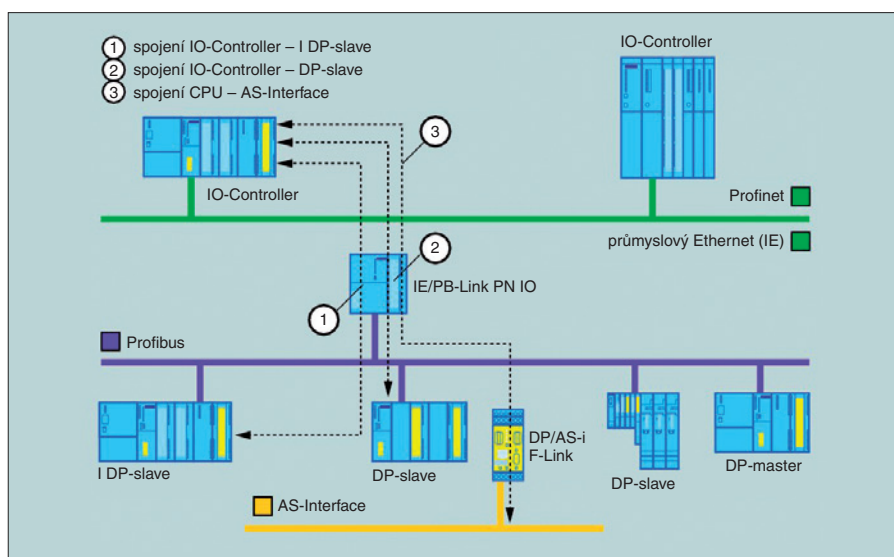 1 spojení IO-Controller – I DP-slave
2 spojení IO-Controller – DP-slave
3 spojení CPU – AS-Interface
IO-Controller
3
IO-Controller
Profinet
průmyslový Ethernet (IE)
2
IE/PB-Link PN IO
1
Profibus
I DP-slave
DP-slave
DP/AS-i
F-Link
DP-slave
DP-master
AS-Interface